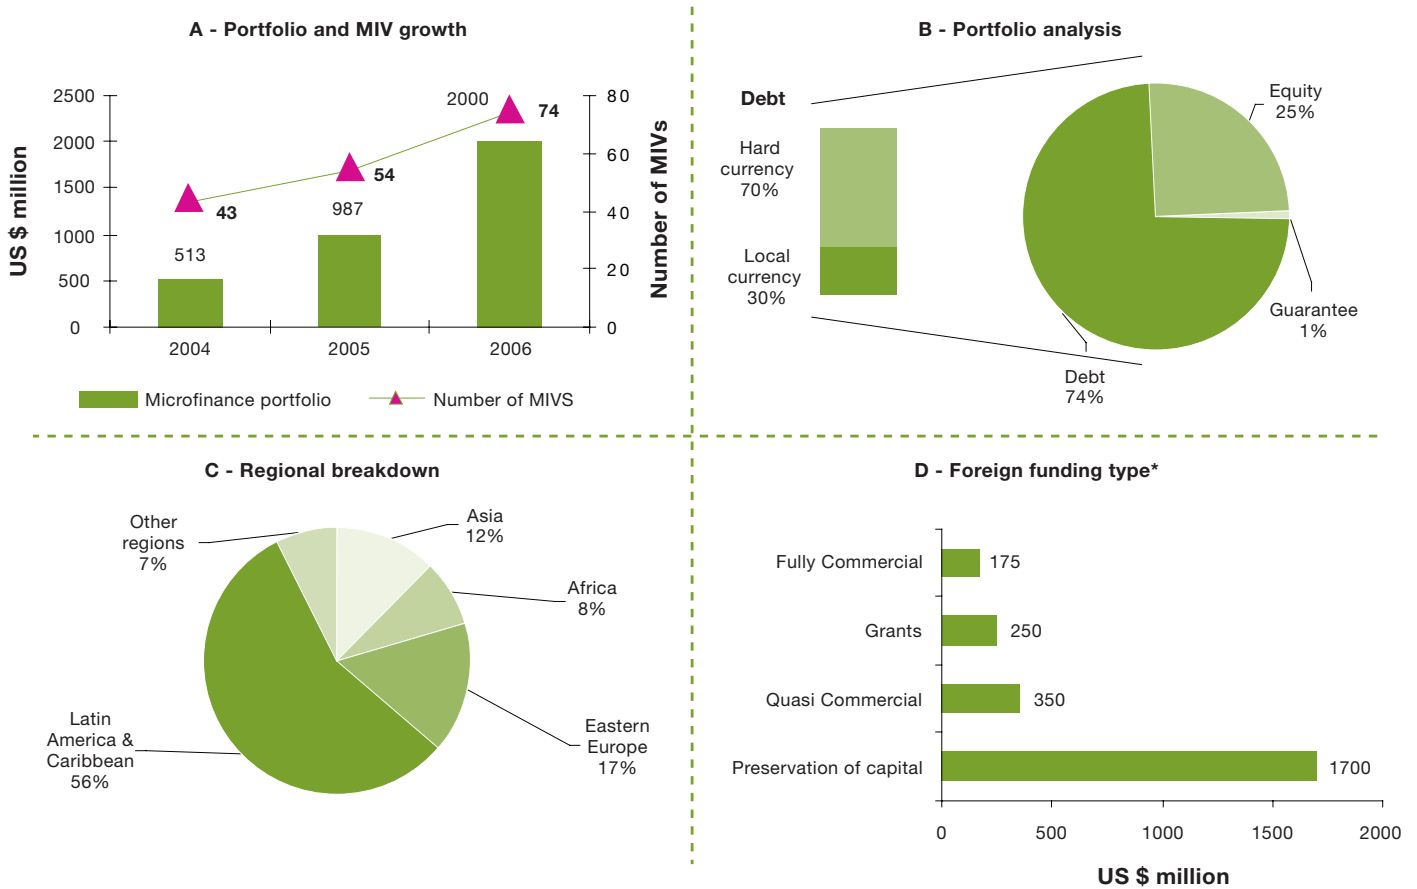 A - Portfolio and MIV growth
US $ million
2500
2000
1500
1000
500
0
80
60
40
20
0
Number of MIVs
513
987
2000
43
54
74
2004
2005
2006
Microfinance portfolio
Number of MIVS
B - Portfolio analysis
Debt
Hard
currency
70%
Local
currency
30%
Equity
25%
Guarantee
1%
Debt
74%
C - Regional breakdown
Other
regions
7%
Asia
12%
Africa
8%
Eastern
Europe
17%
Latin
America &
Caribbean
56%
D - Foreign funding type*
Fully Commercial
175
Grants
250
Quasi Commercial
350
Preservation of capital
1700
0
500
1000
1500
2000
US $ million